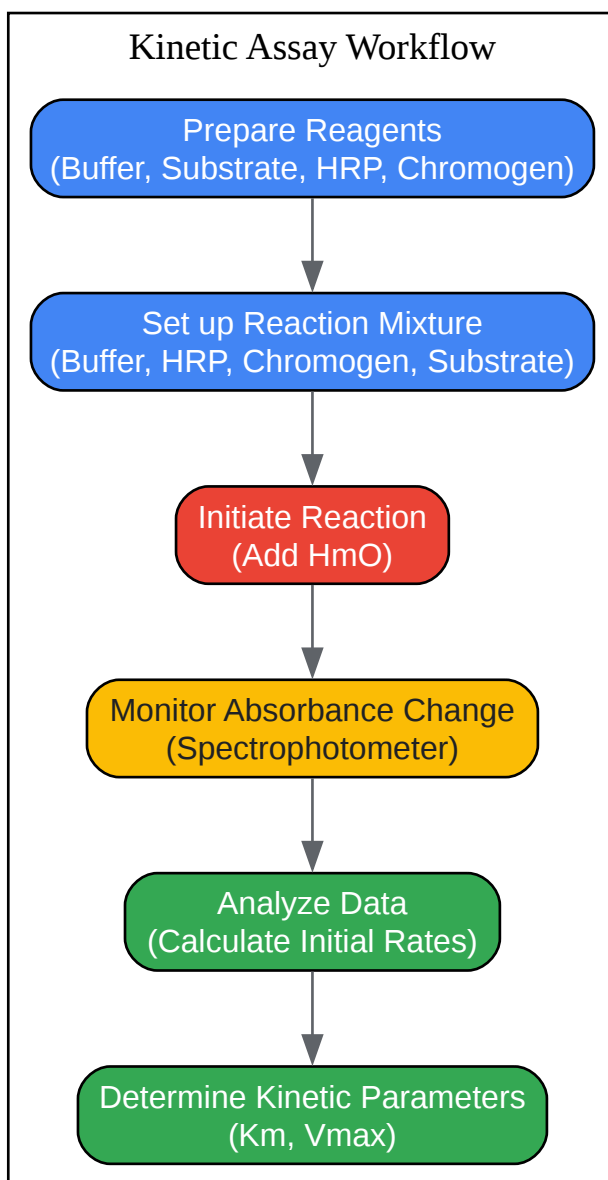 Kinetic Assay Workflow
Prepare Reagents
(Buffer, Substrate, HRP, Chromogen)
Set up Reaction Mixture
(Buffer, HRP, Chromogen, Substrate)
Initiate Reaction
(Add HmO)
Monitor Absorbance Change
(Spectrophotometer)
Analyze Data
(Calculate Initial Rates)
Determine Kinetic Parameters
(Km, Vmax)